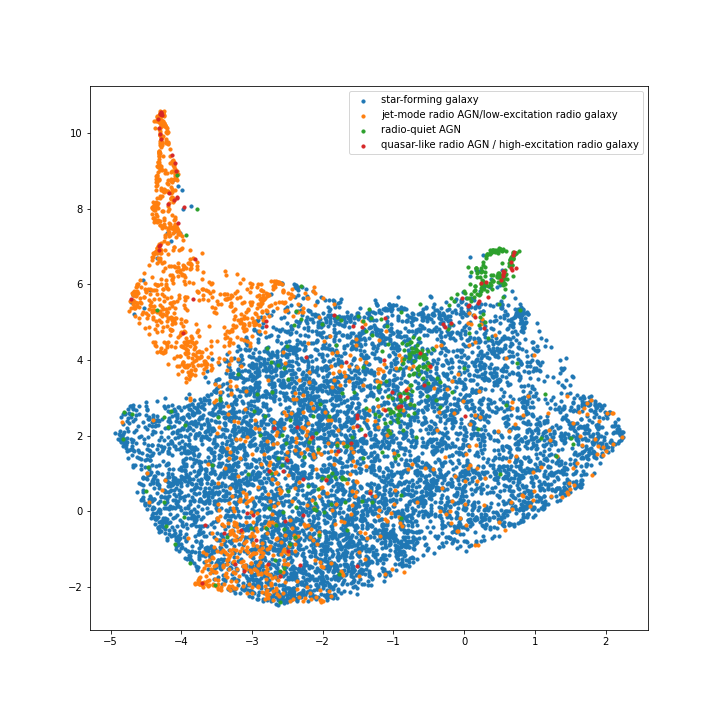 star-forming galaxy
jet-mode radio AGN/low-excitation radio galaxy
radio-quiet AGN
quasar-like radio AGN / high-excitation radio galaxy
10
8
6
4
2
0
−2
−5 −4 −3 −2 −1 0 1 2